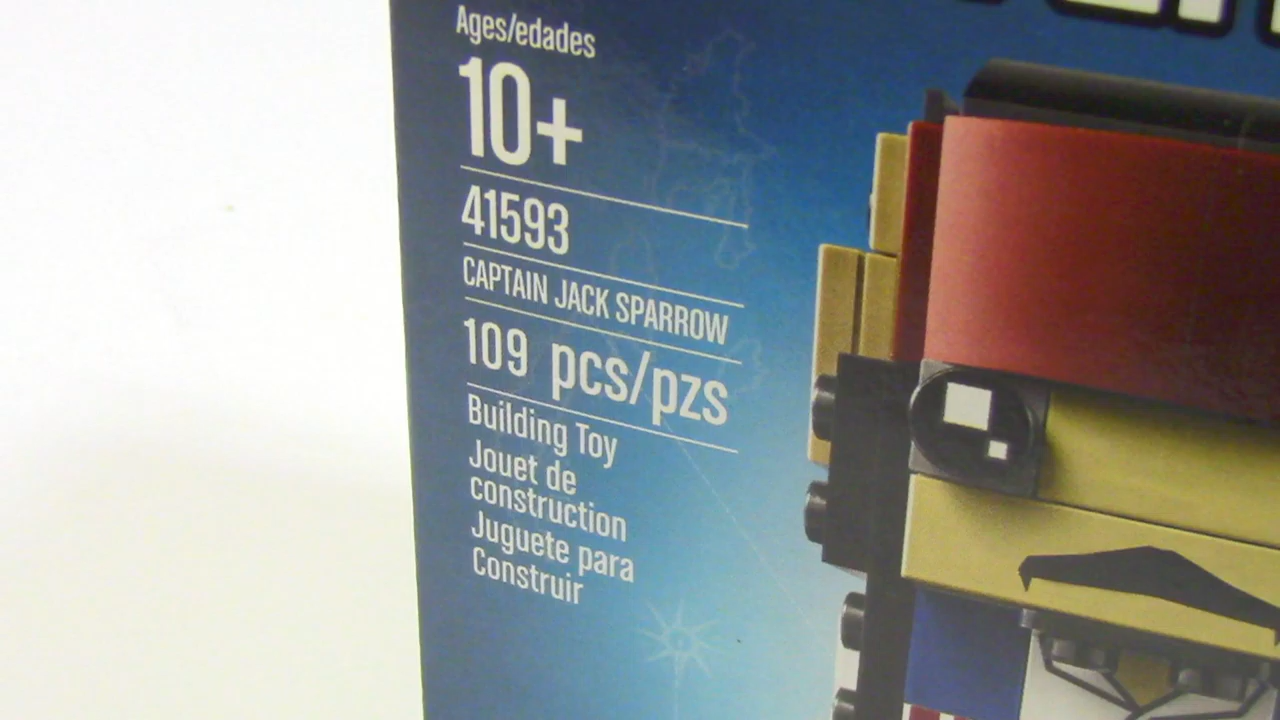 Ages/edades
10+
41593
CAPTAIN JACK SPARROW
109 pcs/pzs
Building Toy
Jouet de
construction
Juguete para
Construir